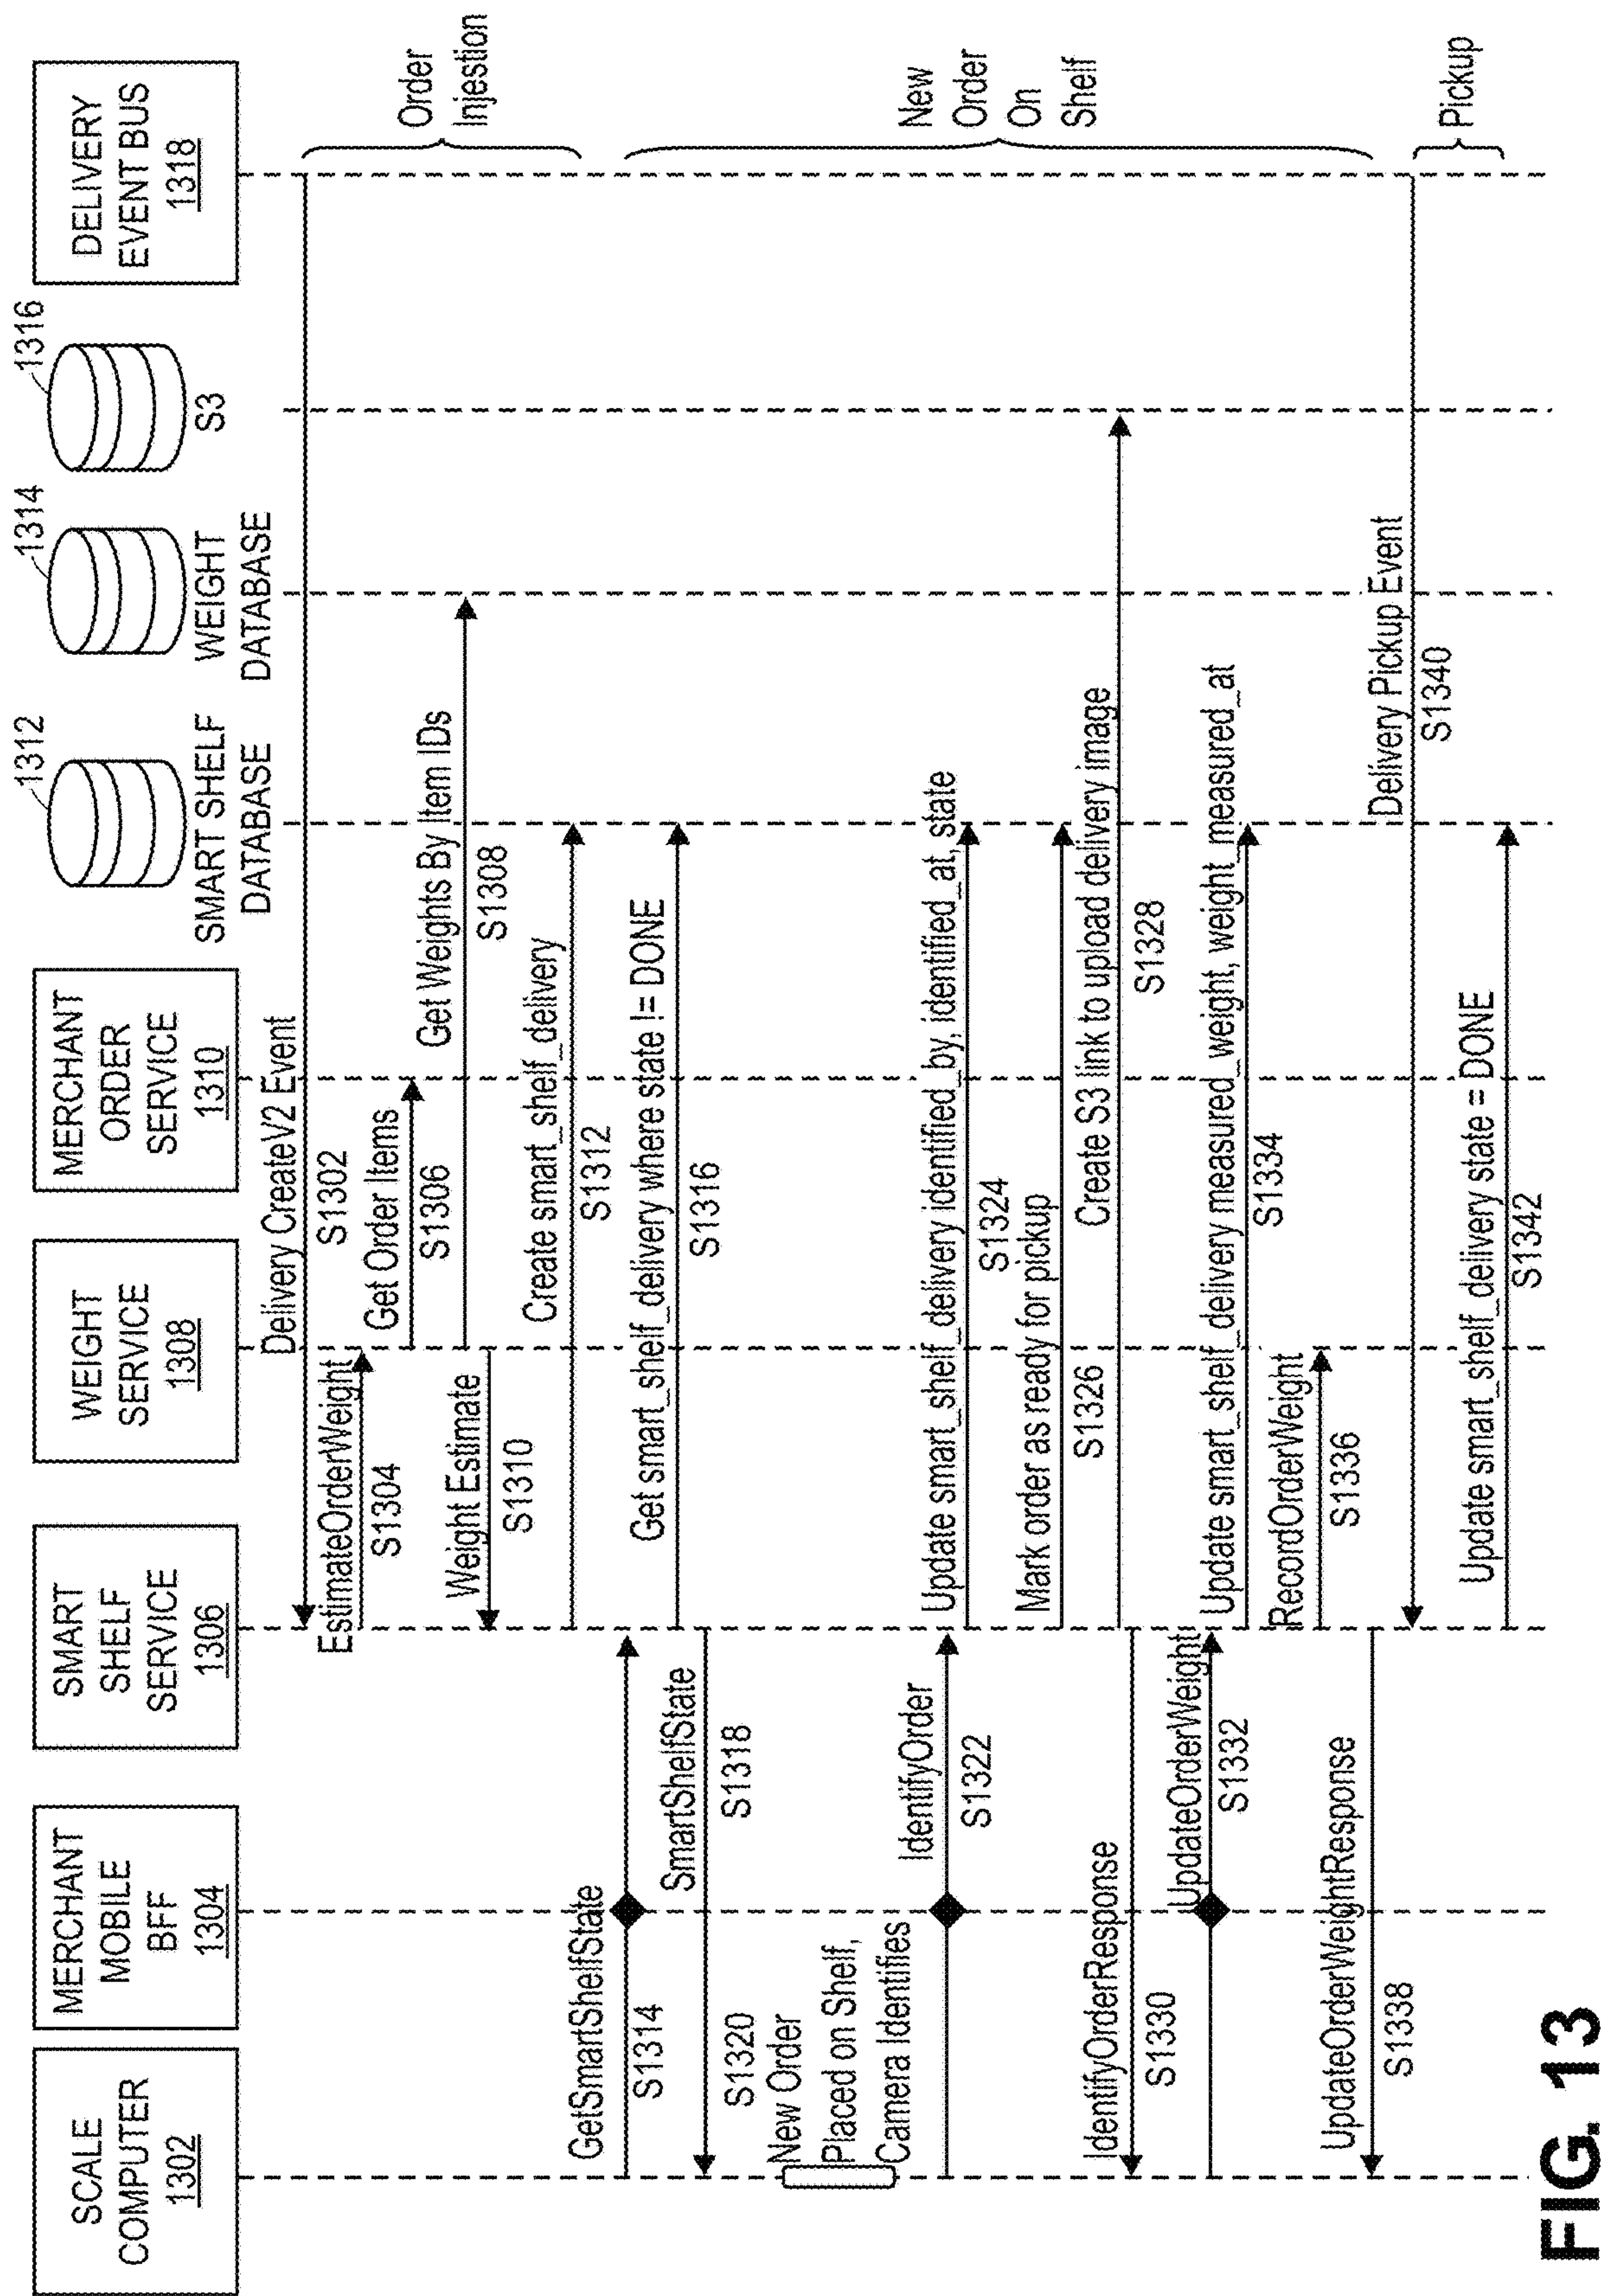 SCALE
COMPUTER
1302
MERCHANT
MOBILE
BFF
1304
SMART
SHELF
SERVICE
1306
WEIGHT
SERVICE
1308
MERCHANT
ORDER
SERVICE
1310
1312
SMART SHELF
DATABASE
1314
WEIGHT
DATABASE
1316
S3
DELIVERY
EVENT BUS
1318
Delivery CreateV2 Event
S1302
EstimateOrderWeight
S1304
Get Order Items
S1306
Get Weights By Item IDs
S1308
Weight Estimate
S1310
Create smart_shelf_delivery
S1312
Order
Injestion
GetSmartShelfState
S1314
Get smart_shelf_delivery where state != DONE
S1316
SmartShelfState
S1318
S1320
New Order
Placed on Shelf,
Camera Identifies
IdentifyOrder
S1322
Update smart_shelf_delivery identified_by, identified_at, state
S1324
Mark order as ready for pickup
S1326
Create S3 link to upload delivery image
S1328
IdentifyOrderResponse
S1330
UpdateOrderWeight
S1332
Update smart_shelf_delivery measured_weight, weight_measured_at
S1334
RecordOrderWeight
S1336
UpdateOrderWeightResponse
S1338
New
Order
On
Shelf
Delivery Pickup Event
S1340
Update smart_shelf_delivery state = DONE
S1342
Pickup
FIG. 13